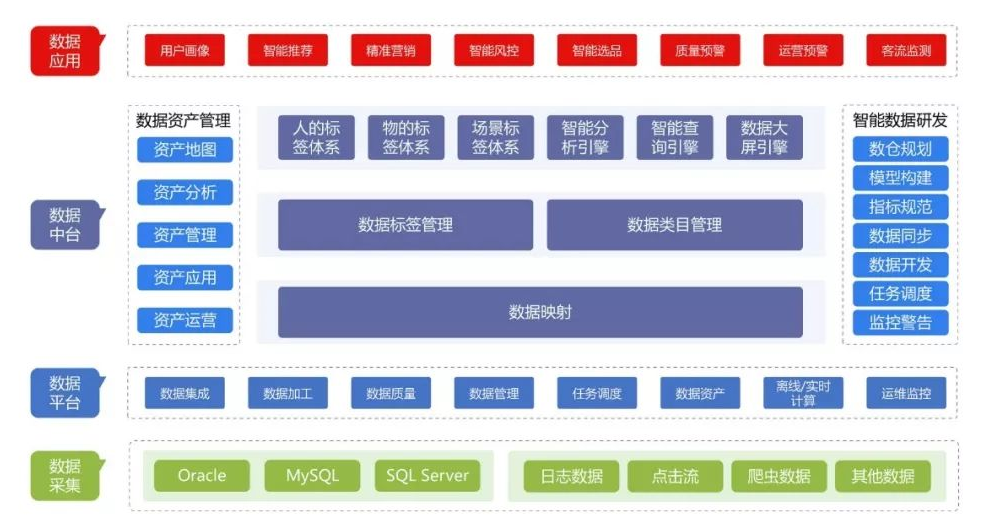 数据
应用
用户画像
智能推荐
精准营销
智能风控
智能选品
质量预警
运营预警
客流监测
数据
中台
数据资产管理
资产地图
资产分析
资产管理
资产应用
资产运营
人的标
签体系
物的标
签体系
场景标
签体系
智能分
析引擎
智能查
询引擎
数据大
屏引擎
数据标签管理
数据类目管理
数据映射
智能数据研发
数仓规划
模型构建
指标规范
数据同步
数据开发
任务调度
监控警告
数据
平台
数据集成
数据加工
数据质量
数据管理
任务调度
数据资产
离线/实时
计算
运维监控
数据
采集
Oracle
MySQL
SQL Server
日志数据
点击流
爬虫数据
其他数据